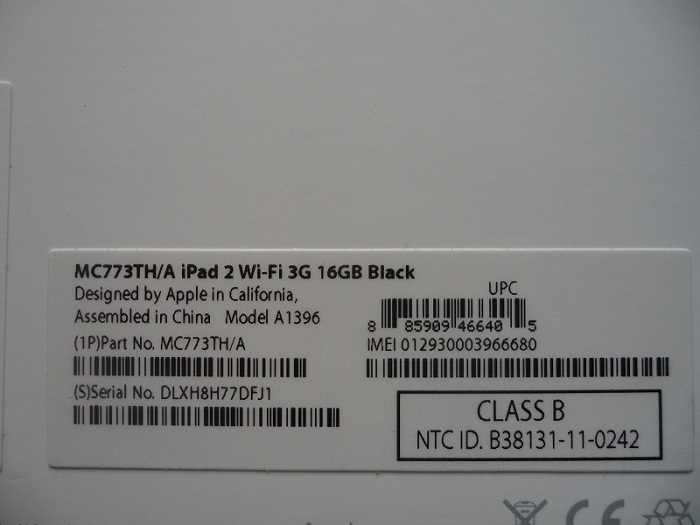 MC773TH/A iPad 2 Wi-Fi 3G 16GB Black
Designed by Apple in California,
Assembled in China Model A1396
(1P)Part No. MC773TH/A
(S)Serial No. DLXH8H77DFJ1
UPC
8 85909 46640 5
IMEI 012930003966680
CLASS B
NTC ID. B38131-11-0242
CE